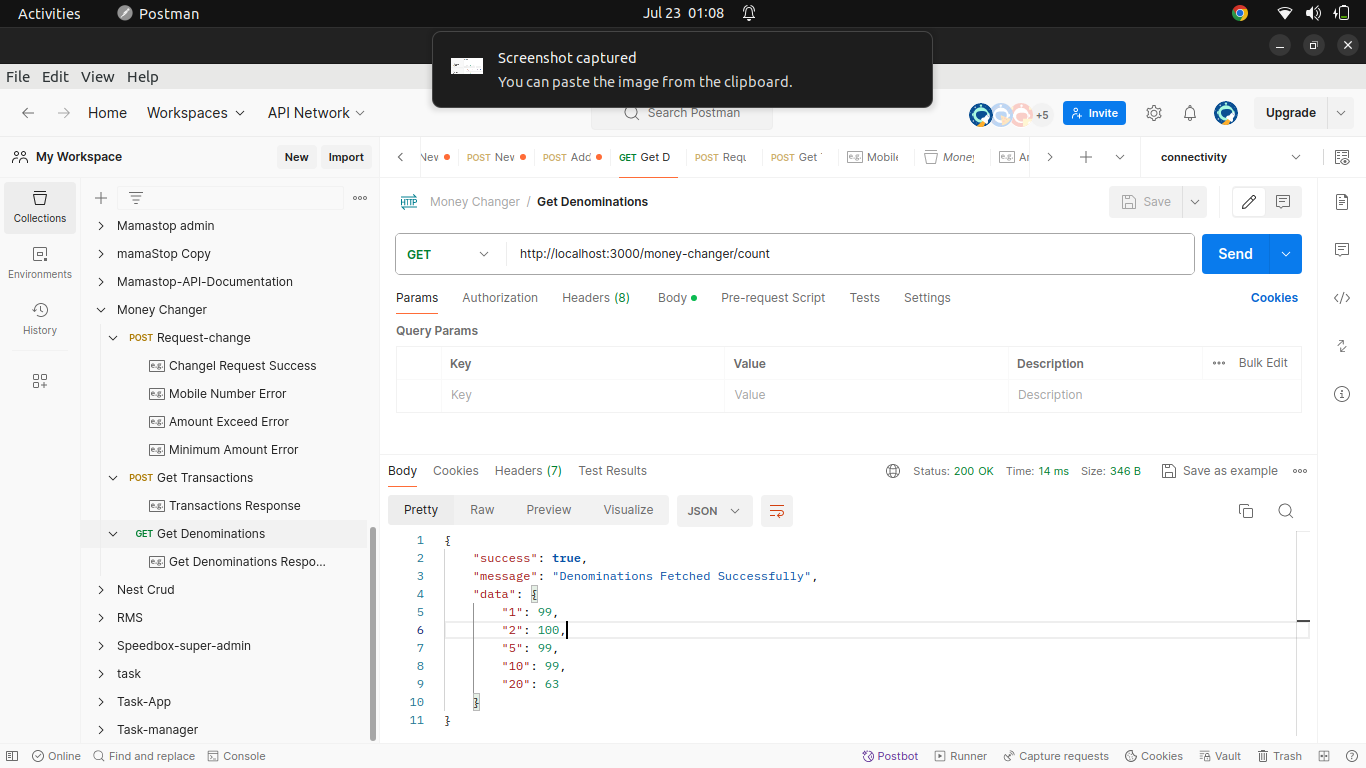 Activities
Postman
Jul 23 01:08
Screenshot captured
You can paste the image from the clipboard.
File Edit View Help
Home Workspaces API Network
Search Postman
+5
Invite
Upgrade
My Workspace
New Import
New
POST New
POST Add
GET Get D
POST Requ
POST Get
e.g. Mobile
Money
e.g.
connectivity
Collections
Environments
History
Mamastop admin
mamaStop Copy
Mamastop-API-Documentation
Money Changer
POST Request-change
e.g. Changel Request Success
e.g. Mobile Number Error
e.g. Amount Exceed Error
e.g. Minimum Amount Error
POST Get Transactions
e.g. Transactions Response
GET Get Denominations
e.g. Get Denominations Respo...
Nest Crud
RMS
Speedbox-super-admin
task
Task-App
Task-manager
HTTP Money Changer / Get Denominations
Save
GET http://localhost:3000/money-changer/count
Send
Params Authorization Headers (8) Body Pre-request Script Tests Settings Cookies
Query Params
Key Value Description Bulk Edit
Key Value Description
Body Cookies Headers (7) Test Results
Status: 200 OK Time: 14 ms Size: 346 B Save as example
Pretty Raw Preview Visualize JSON
1 {
2 "success": true,
3 "message": "Denominations Fetched Successfully",
4 "data": {
5 "1": 99,
6 "2": 100,
7 "5": 99,
8 "10": 99,
9 "20": 63
10 }
11 }
Online Find and replace Console
Postbot Runner Capture requests Cookies Vault Trash